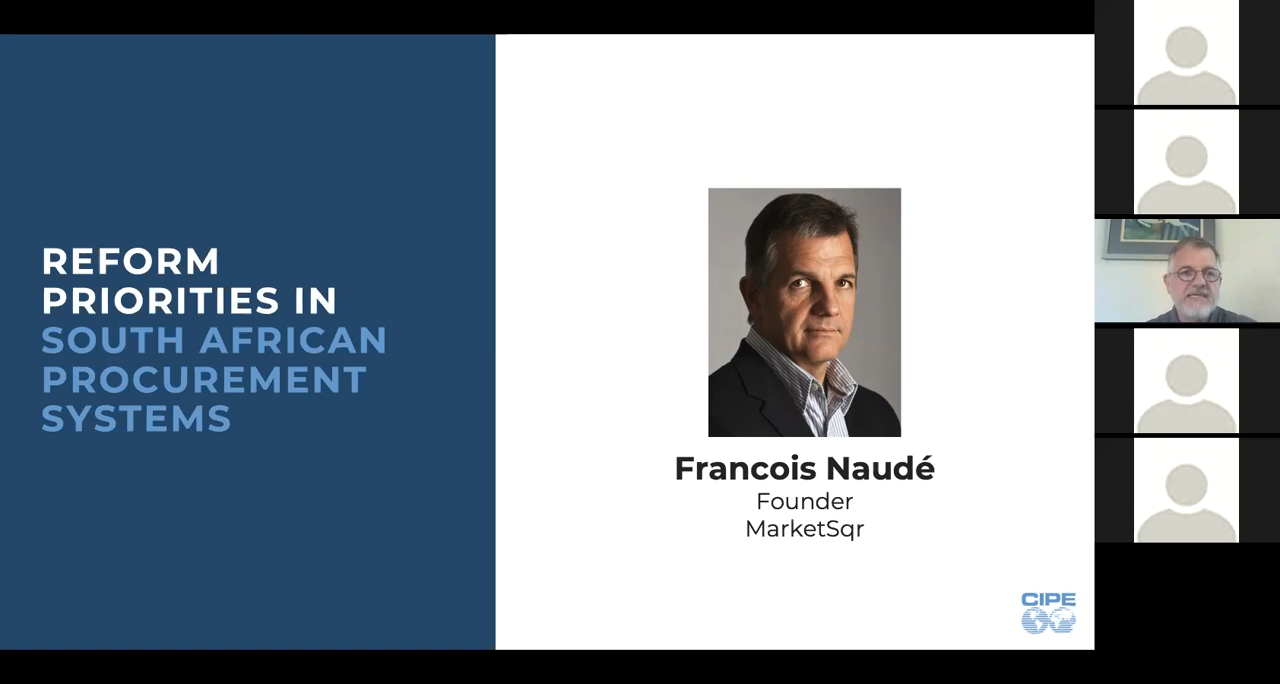 REFORM
PRIORITIES IN
SOUTH AFRICAN
PROCUREMENT
SYSTEMS
Francois Naudé
Founder
MarketSqr
CIPE